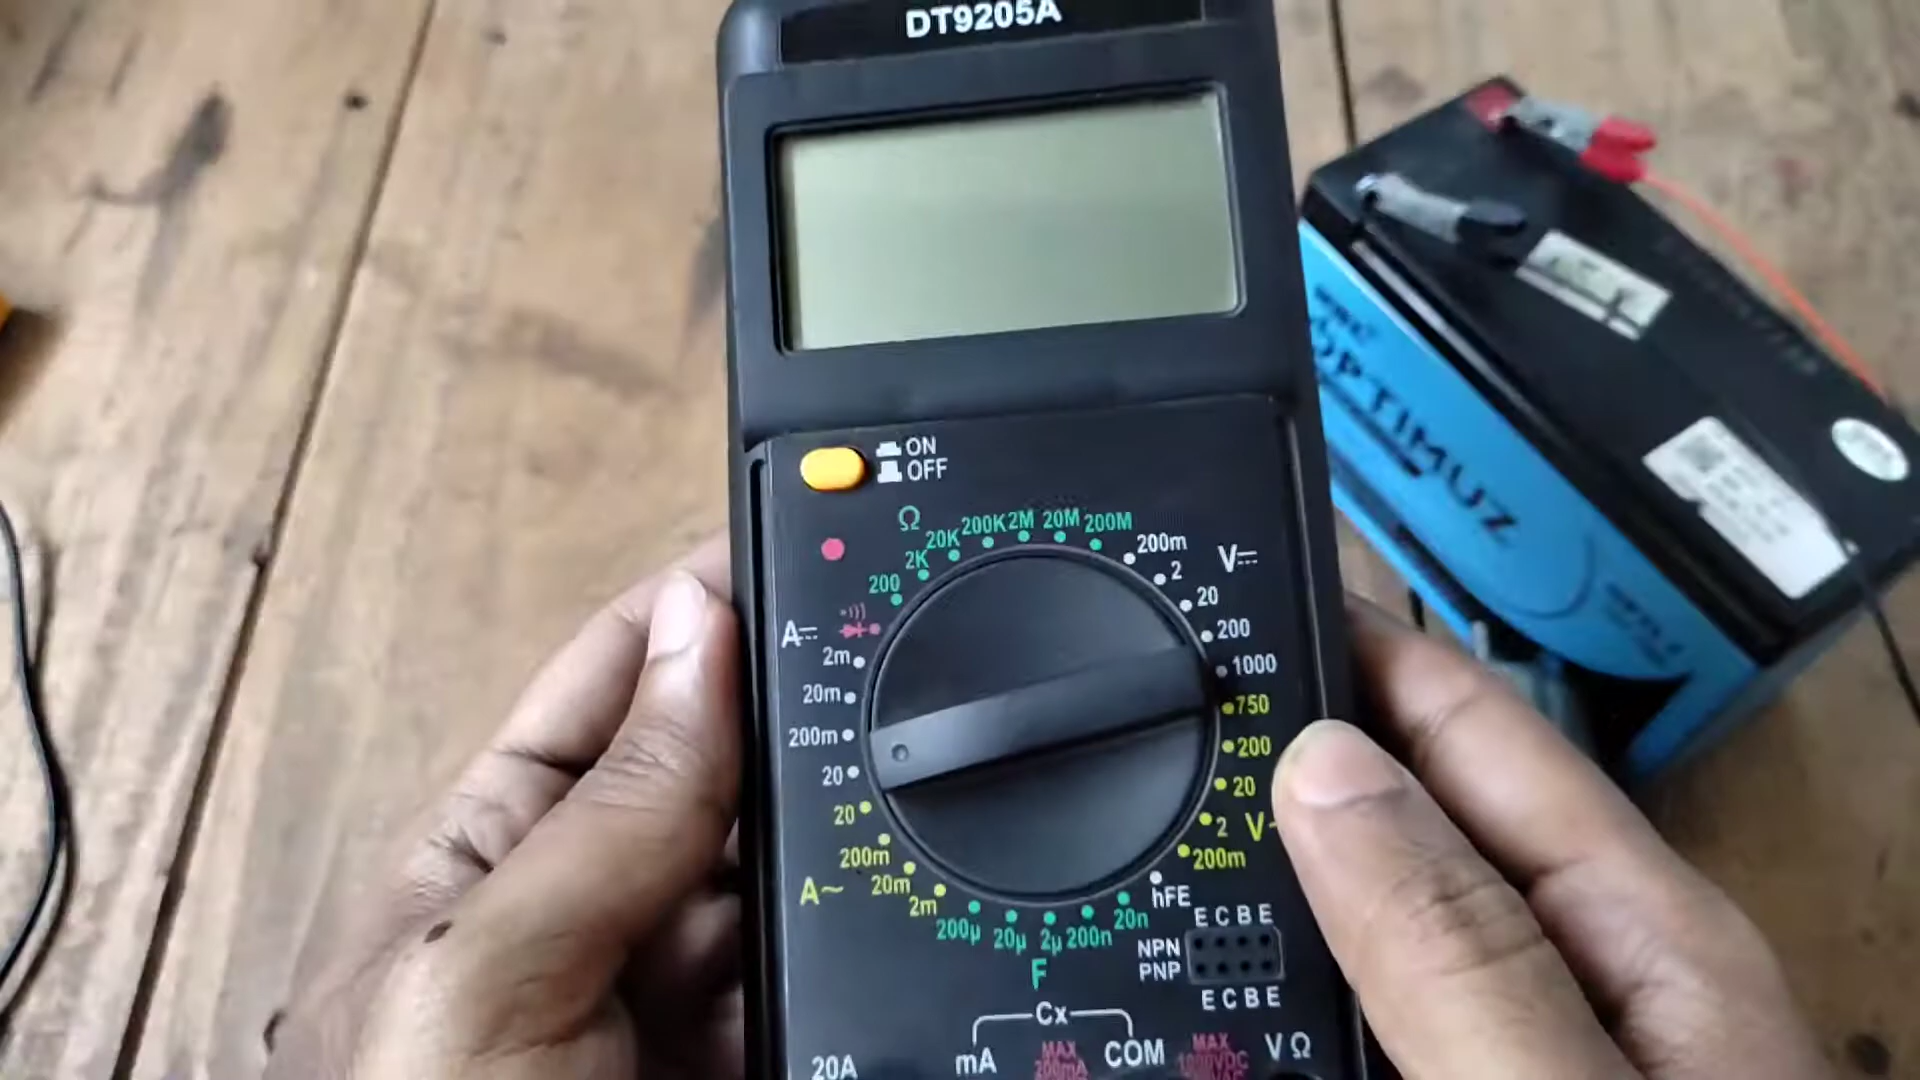 DT9205A
ON
OFF
Ω
200 2K 20K 200K 2M 20M 200M
200m V⎓
2
20
200
1000
750
200
20
2 V~
200m
hFE
A⎓
2m
20m
200m
20
20
200m
A~ 20m
2m
200µ 20µ 2µ 200n 20n
F
E C B E
NPN
PNP
E C B E
Cx
20A mA MAX 200mA COM MAX 1000VDC VΩ
OPTIMUZ